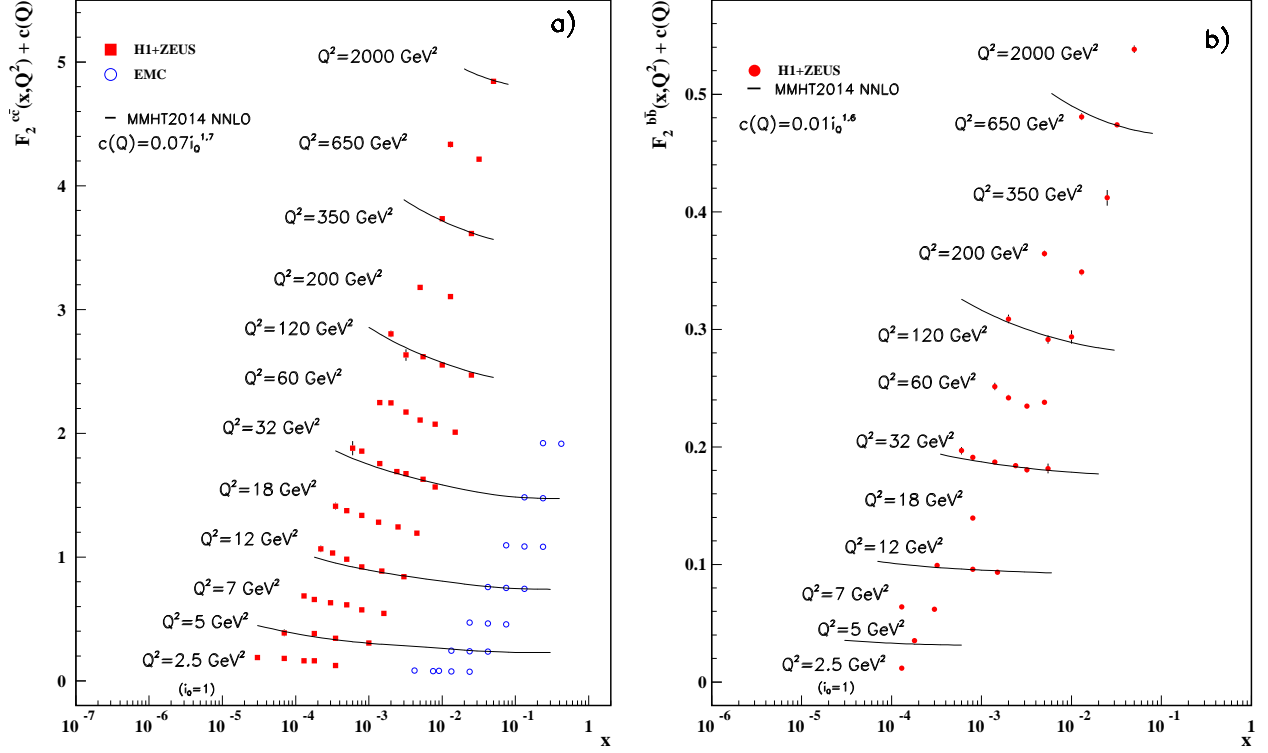 F₂ᶜᶜ̄(x,Q²) + c(Q)
a)
H1+ZEUS
EMC
MMHT2014 NNLO
c(Q)=0.07i_Q^1.7
Q²=2000 GeV²
Q²=650 GeV²
Q²=350 GeV²
Q²=200 GeV²
Q²=120 GeV²
Q²=60 GeV²
Q²=32 GeV²
Q²=18 GeV²
Q²=12 GeV²
Q²=7 GeV²
Q²=5 GeV²
Q²=2.5 GeV²
(i_Q=1)
5
4
3
2
1
0
10⁻⁷ 10⁻⁶ 10⁻⁵ 10⁻⁴ 10⁻³ 10⁻² 10⁻¹ 1
x
F₂ᵇᵇ̄(x,Q²) + c(Q)
b)
H1+ZEUS
MMHT2014 NNLO
c(Q)=0.01i_Q^1.6
Q²=2000 GeV²
Q²=650 GeV²
Q²=350 GeV²
Q²=200 GeV²
Q²=120 GeV²
Q²=60 GeV²
Q²=32 GeV²
Q²=18 GeV²
Q²=12 GeV²
Q²=7 GeV²
Q²=5 GeV²
Q²=2.5 GeV²
(i_Q=1)
0.5
0.4
0.3
0.2
0.1
0
10⁻⁶ 10⁻⁵ 10⁻⁴ 10⁻³ 10⁻² 10⁻¹ 1
x